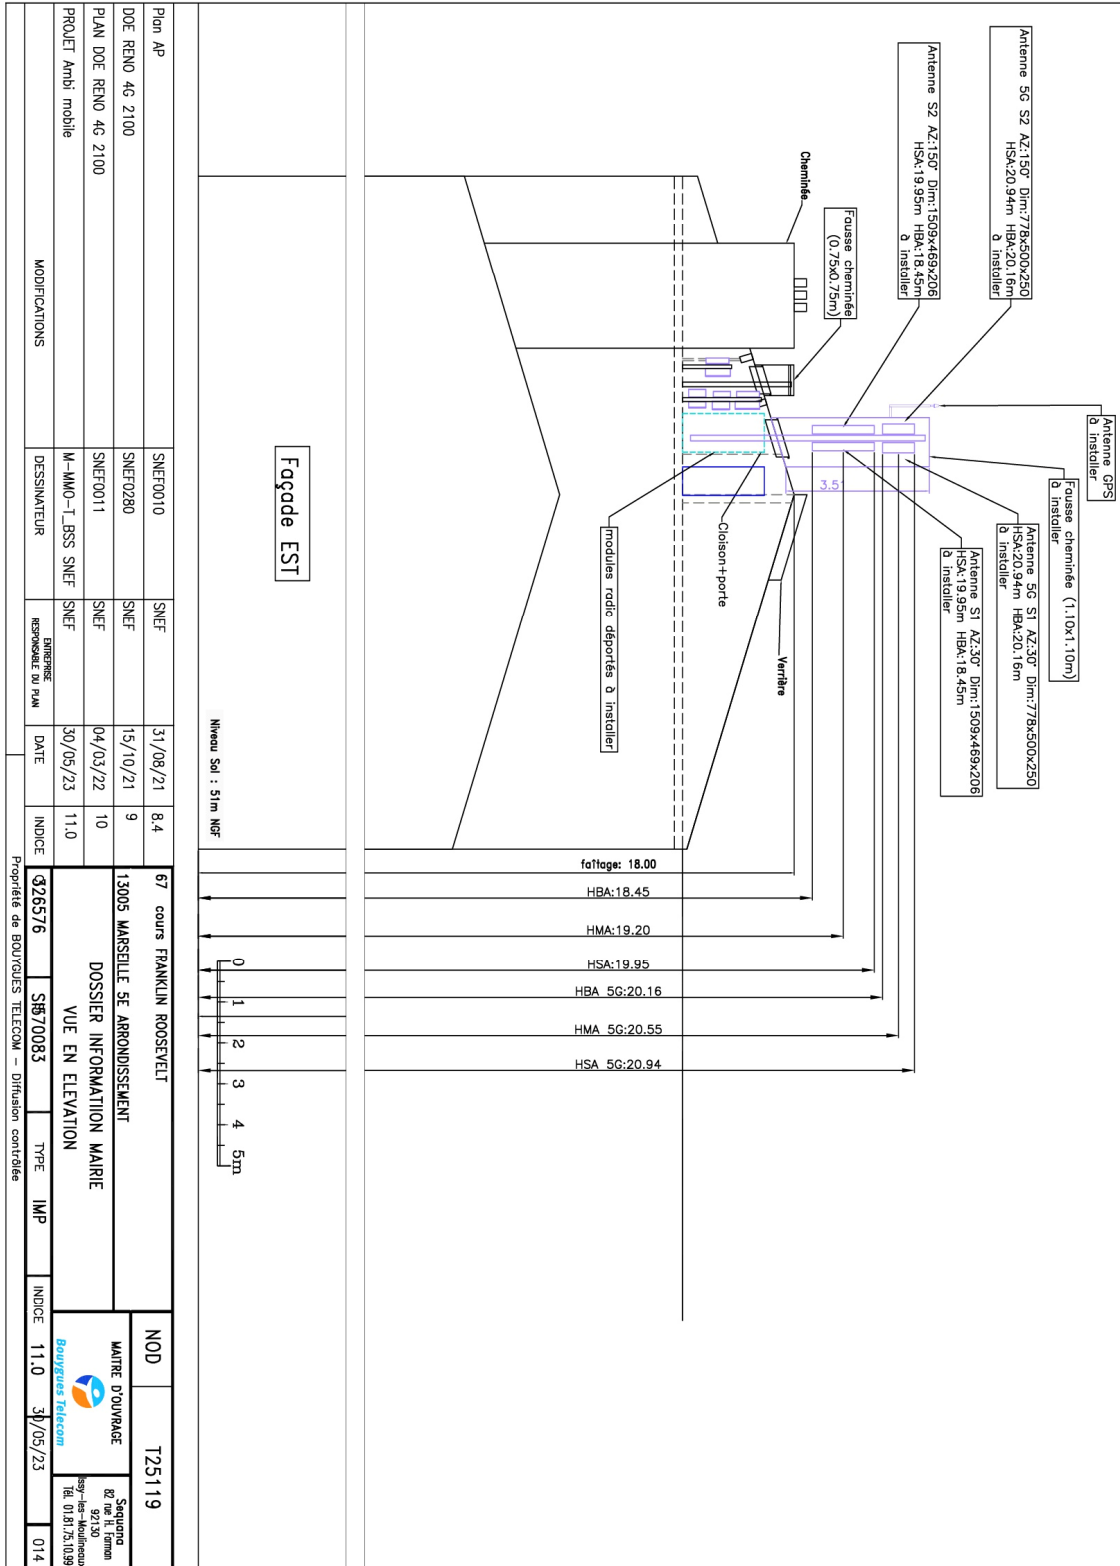 Antenne GPS
à installer
Fausse cheminée (1.10x1.10m)
à installer
Antenne 5G S2 AZ:150° Dim:778x500x250
HSA:20.94m HBA:20.16m
à installer
Antenne 5G S1 AZ:30° Dim:778x500x250
HSA:20.94m HBA:20.16m
à installer
Antenne S2 AZ:150° Dim:1509x469x206
HSA:19.95m HBA:18.45m
à installer
Antenne S1 AZ:30° Dim:1509x469x206
HSA:19.95m HBA:18.45m
à installer
Fausse cheminée
(0.75x0.75m)
Cheminée
3.51
Verrière
Cloison+porte
modules radio déportés à installer
faîtage: 18.00
HBA:18.45
HMA:19.20
HSA:19.95
HBA 5G:20.16
HMA 5G:20.55
HSA 5G:20.94
Façade EST
Niveau Sol : 51m NGF
0 1 2 3 4 5m
Plan AP SNEF0010 SNEF 31/08/21 8.4
DOE RENO 4G 2100 SNEF0280 SNEF 15/10/21 9
PLAN DOE RENO 4G 2100 SNEF0011 SNEF 04/03/22 10
PROJET Ambi mobile M-MMO-T_BSS SNEF SNEF 30/05/23 11.0
MODIFICATIONS DESSINATEUR ENTREPRISE
RESPONSABLE DU PLAN DATE INDICE
67 cours FRANKLIN ROOSEVELT
13005 MARSEILLE 5E ARRONDISSEMENT
DOSSIER INFORMATIION MAIRIE
VUE EN ELEVATION
NOD T25119
MAITRE D'OUVRAGE
Bouygues Telecom
Sequana
82 rue H. Farman
92130
Issy-les-Moulineaux
Tél. 01.81.75.10.99
326576 570083 TYPE IMP INDICE 11.0 30/05/23 014
Propriété de BOUYGUES TELECOM - Diffusion contrôlée